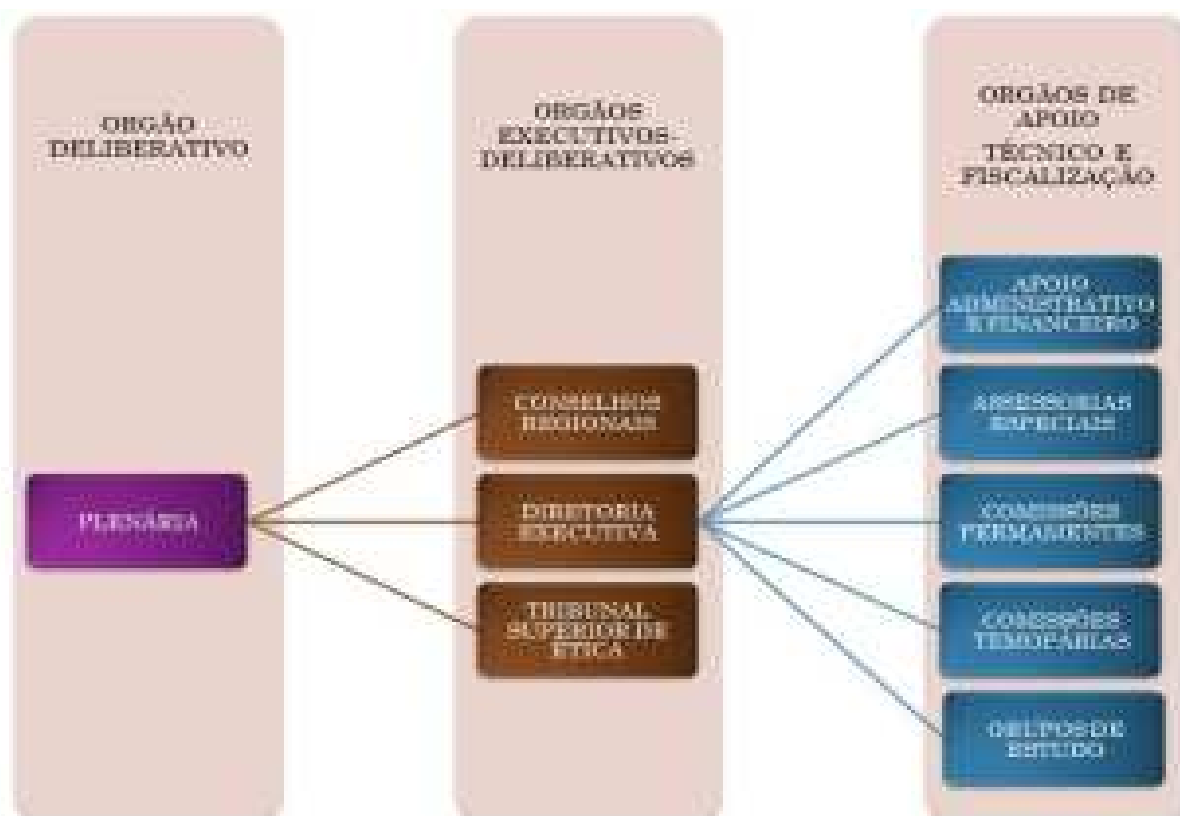 ORGÃO
DELIBERATIVO
PLENÁRIA
ORGÃOS
EXECUTIVOS-
DELIBERATIVOS
CONSELHOS
REGIONAIS
DIRETORIA
EXECUTIVA
TRIBUNAL
SUPERIOR DE
ÉTICA
ORGÃOS DE
APOIO
TÉCNICO E
FISCALIZAÇÃO
APOIO
ADMINISTRATIVO
E FINANCEIRO
ASSESSORIAS
ESPECIAIS
COMISSÕES
PERMANENTES
COMISSÕES
TEMOPÁRIAS
GRUPOS DE
ESTUDO